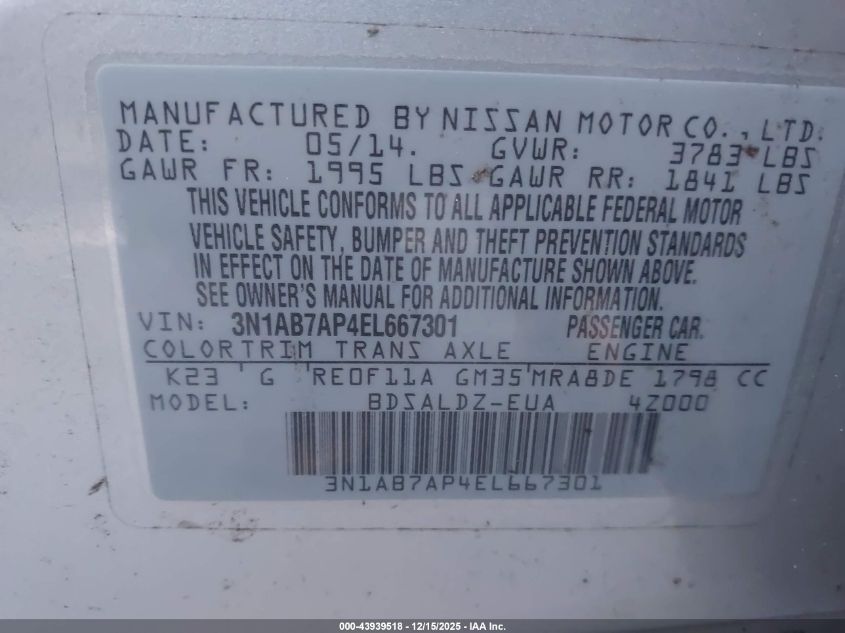 MANUFACTURED BY NISSAN MOTOR CO., LTD.
DATE: 05/14. GVWR: 3783 LBS
GAWR FR: 1995 LBS GAWR RR: 1841 LBS
THIS VEHICLE CONFORMS TO ALL APPLICABLE FEDERAL MOTOR
VEHICLE SAFETY, BUMPER AND THEFT PREVENTION STANDARDS
IN EFFECT ON THE DATE OF MANUFACTURE SHOWN ABOVE.
SEE OWNER'S MANUAL FOR ADDITIONAL INFORMATION.
VIN: 3N1AB7AP4EL667301 PASSENGER CAR.
COLOR TRIM TRANS AXLE ENGINE
K23 G RE0F11A GM35 MRA8DE 1798 CC
MODEL: BDSALDZ-EUA 4Z000
3N1AB7AP4EL667301
000-43939518 - 12/15/2025 - IAA Inc.